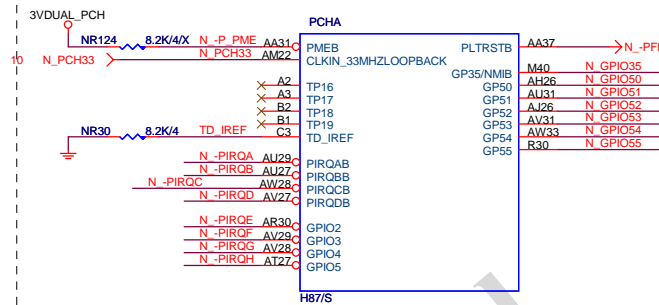 3VDUAL_PCH
PCHA
NR124 8.2K/4/X N_-P_PME AA31 PMEB PLTRSTB AA37
10 N_PCH33 N_PCH33 AM22 CLKIN_33MHZLOOPBACK
GP35/NMIB M40 N_GPIO35
A2 TP16 GP50 AH26 N_GPIO50
A3 TP17 GP51 AU31 N_GPIO51
B2 TP18 GP52 AJ26 N_GPIO52
B1 TP19 GP53 AV31 N_GPIO53
NR30 8.2K/4 TD_IREF C3 TD_IREF GP54 AW33 N_GPIO54
GP55 R30 N_GPIO55
N_-PIRQA AU29 PIRQAB
N_-PIRQB AU27 PIRQBB
N_-PIRQC AW28 PIRQCB
N_-PIRQD AV27 PIRQDB
N_-PIRQE AR30 GPIO2
N_-PIRQF AV29 GPIO3
N_-PIRQG AV28 GPIO4
N_-PIRQH AT27 GPIO5
H87/S